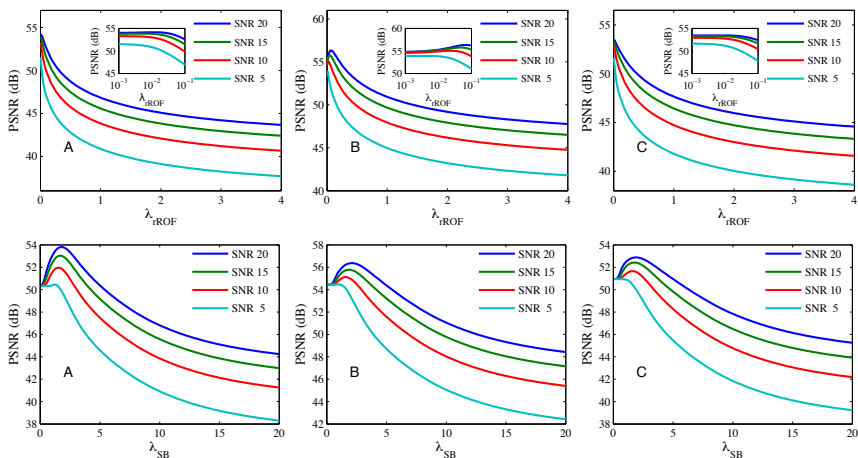 PSNR (dB)
55
45
40
0 1 2 3 4
λrROF
A
SNR 20
SNR 15
SNR 10
SNR 5
PSNR (dB)
55
50
45
10⁻³ 10⁻² 10⁻¹
λrROF
PSNR (dB)
60
55
50
45
40
0 1 2 3 4
λrROF
B
SNR 20
SNR 15
SNR 10
SNR 5
PSNR (dB)
60
55
50
10⁻³ 10⁻² 10⁻¹
λrROF
PSNR (dB)
55
50
45
40
0 1 2 3 4
λrROF
C
SNR 20
SNR 15
SNR 10
SNR 5
PSNR (dB)
55
50
45
10⁻³ 10⁻² 10⁻¹
λrROF
PSNR (dB)
54
52
50
48
46
44
42
40
38
0 5 10 15 20
λSB
A
SNR 20
SNR 15
SNR 10
SNR 5
PSNR (dB)
58
56
54
52
50
48
46
44
42
38
0 5 10 15 20
λSB
B
SNR 20
SNR 15
SNR 10
SNR 5
PSNR (dB)
54
52
50
48
46
44
42
40
38
0 5 10 15 20
λSB
C
SNR 20
SNR 15
SNR 10
SNR 5